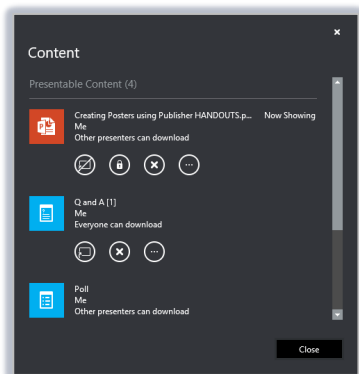 Content
Presentable Content (4)
Creating Posters using Publisher HANDOUTS.p... Now Showing
Me
Other presenters can download
Q and A [1]
Me
Everyone can download
Poll
Me
Other presenters can download
Close